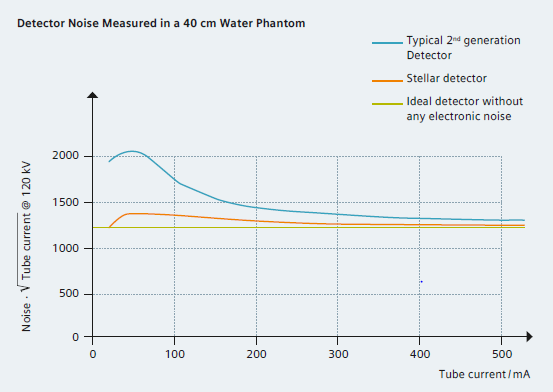 Detector Noise Measured in a 40 cm Water Phantom
Typical 2nd generation
Detector
Stellar detector
Ideal detector without
any electronic noise
Noise · √ Tube current @ 120 kV
2000
1500
1000
500
0
0 100 200 300 400 500
Tube current/mA